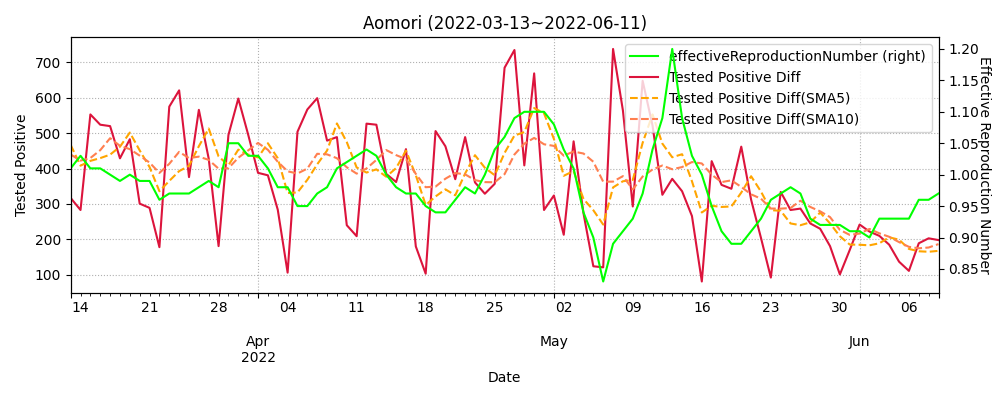 Aomori (2022-03-13~2022-06-11)
effectiveReproductionNumber (right)
Tested Positive Diff
Tested Positive Diff(SMA5)
Tested Positive Diff(SMA10)
Tested Positive
700
600
500
400
300
200
100
1.20
1.15
1.10
1.05
1.00
0.95
0.90
0.85
Effective Reproduction Number
14 21 28 04 11 18 25 02 09 16 23 30 06
Apr May Jun
2022
Date